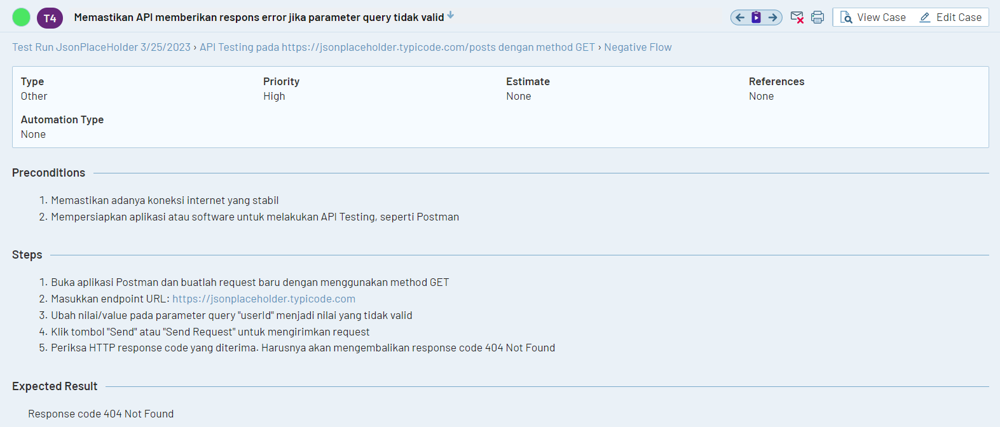 T4 Memastikan API memberikan respons error jika parameter query tidak valid View Case Edit Case
Test Run JsonPlaceHolder 3/25/2023 › API Testing pada https://jsonplaceholder.typicode.com/posts dengan method GET › Negative Flow
Type Priority Estimate References
Other High None None
Automation Type
None
Preconditions
1. Memastikan adanya koneksi internet yang stabil
2. Mempersiapkan aplikasi atau software untuk melakukan API Testing, seperti Postman
Steps
1. Buka aplikasi Postman dan buatlah request baru dengan menggunakan method GET
2. Masukkan endpoint URL: https://jsonplaceholder.typicode.com
3. Ubah nilai/value pada parameter query "userId" menjadi nilai yang tidak valid
4. Klik tombol "Send" atau "Send Request" untuk mengirimkan request
5. Periksa HTTP response code yang diterima. Harusnya akan mengembalikan response code 404 Not Found
Expected Result
Response code 404 Not Found